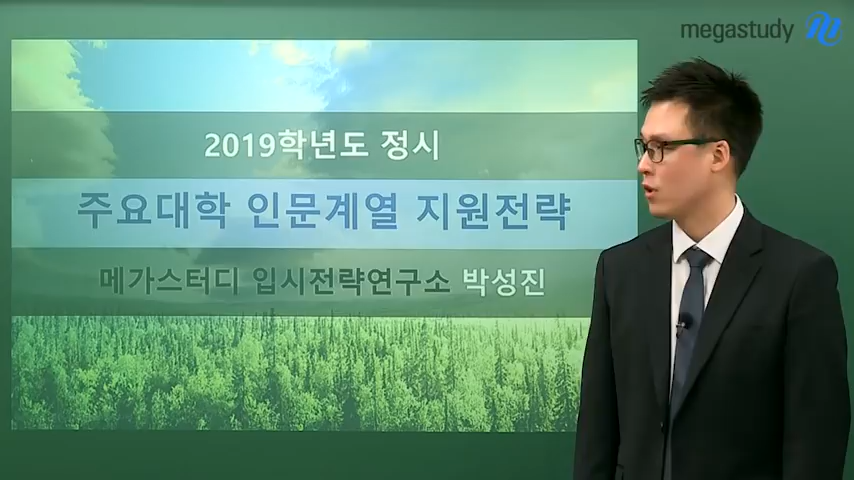 megastudy
2019학년도 정시
주요대학 인문계열 지원전략
메가스터디 입시전략연구소 박성진